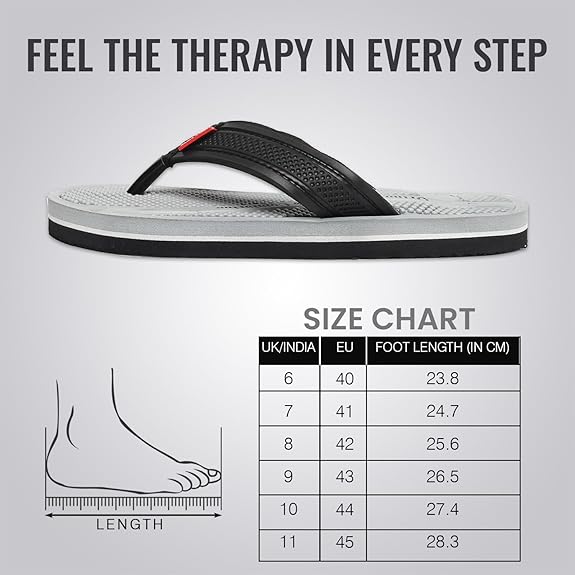 FEEL THE THERAPY IN EVERY STEP
SIZE CHART
UK/INDIA EU FOOT LENGTH (IN CM)
6 40 23.8
7 41 24.7
8 42 25.6
9 43 26.5
10 44 27.4
11 45 28.3
LENGTH